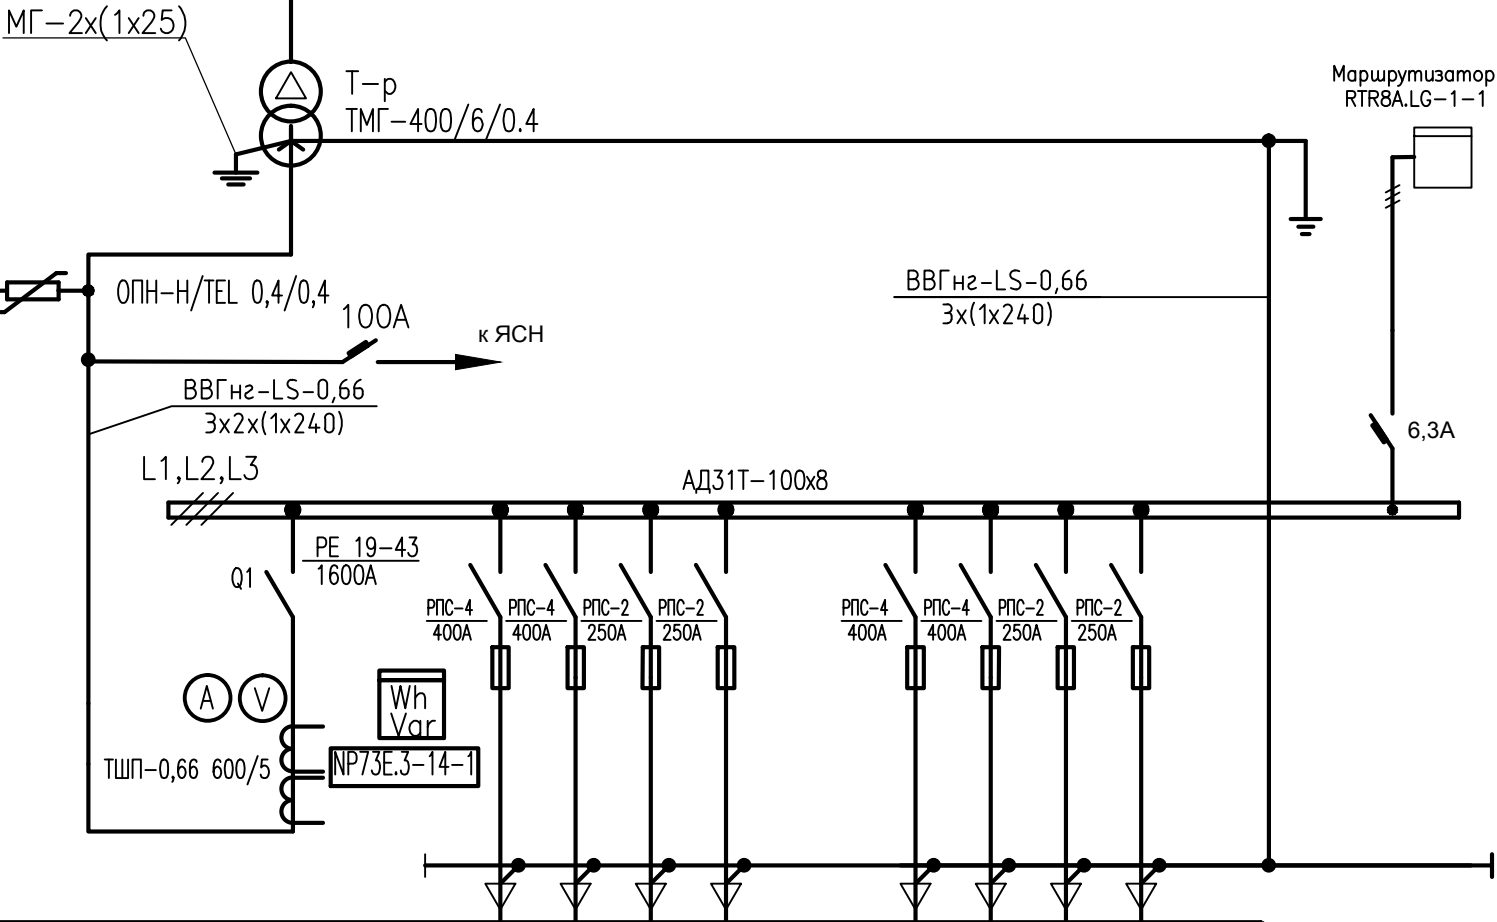 МГ-2х(1х25)
Т-р
ТМГ-400/6/0.4
Маршрутизатор
RTR8A.LG-1-1
ОПН-Н/TEL 0,4/0,4
100А
к ЯСН
ВВГнг-LS-0,66
3х(1х240)
ВВГнг-LS-0,66
3х2х(1х240)
6,3А
L1,L2,L3
АД31Т-100х8
РЕ 19-43
1600А
Q1
РПС-4 РПС-4 РПС-2 РПС-2 РПС-4 РПС-4 РПС-2 РПС-2
400А 400А 250А 250А 400А 400А 250А 250А
A V
Wh
Var
ТШП-0,66 600/5
NP73E.3-14-1